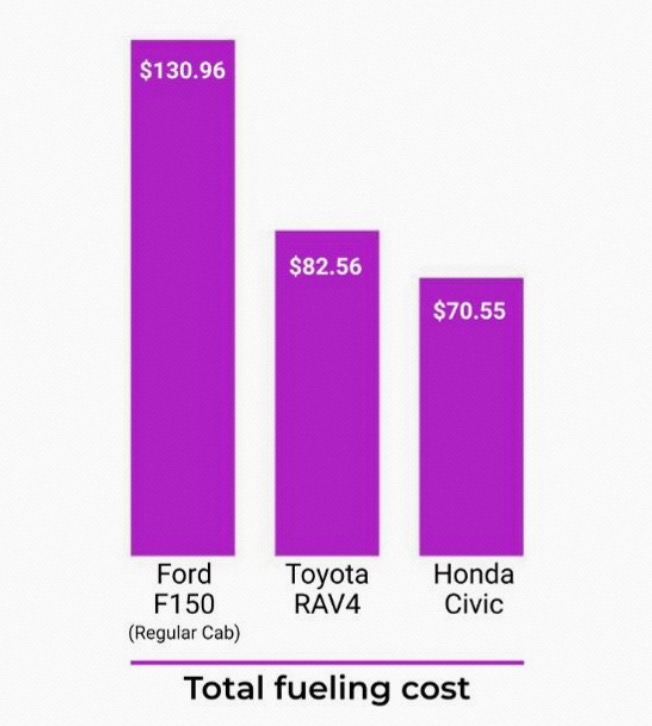 $130.96
$82.56
$70.55
Ford
F150
(Regular Cab)
Toyota
RAV4
Honda
Civic
Total fueling cost